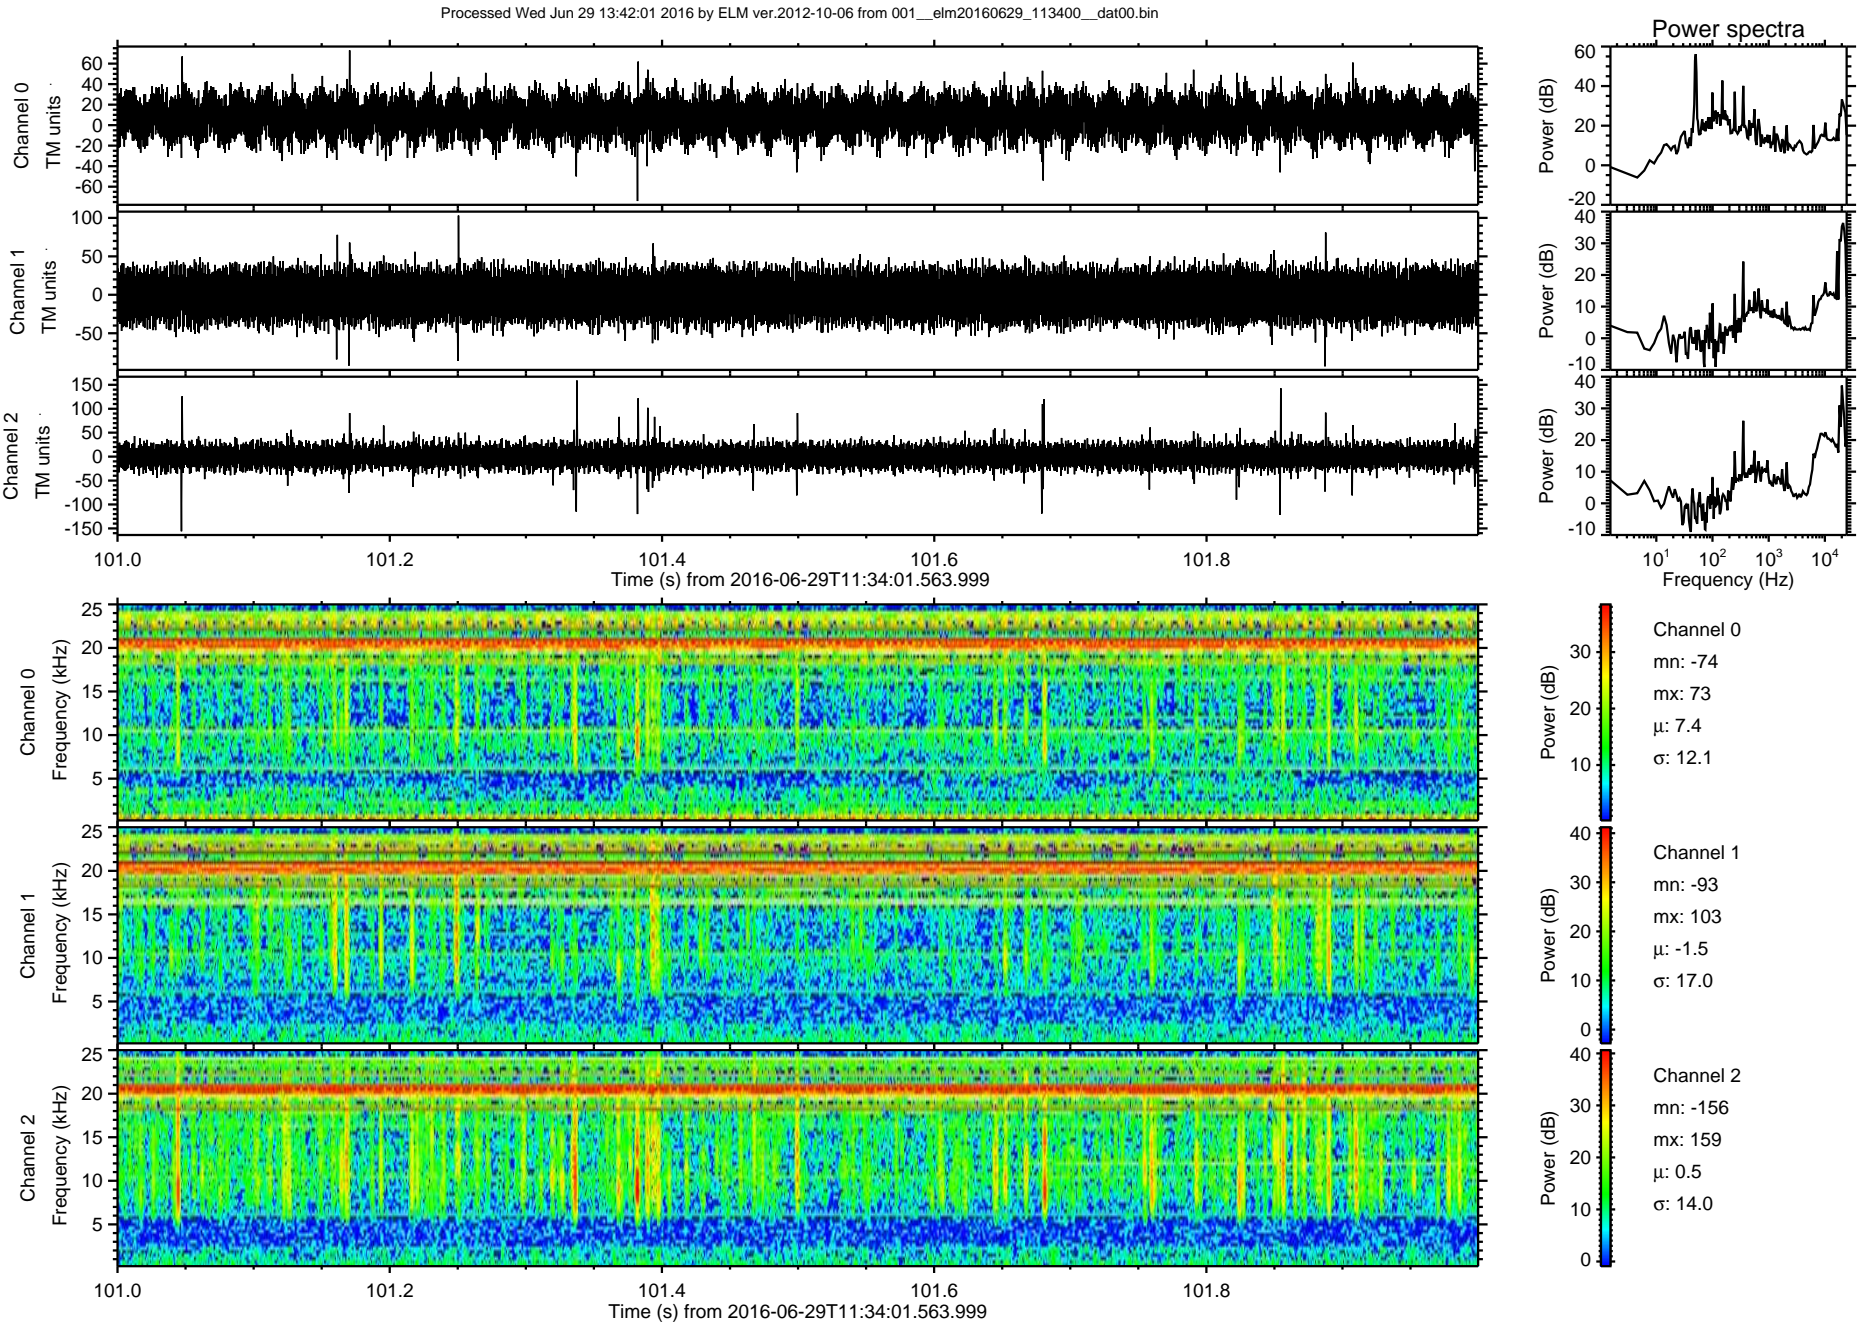 Processed Wed Jun 29 13:42:01 2016 by ELM ver.2012-10-06 from 001__elm20160629_113400__dat00.bin
Power spectra
Channel 0
TM units
60
40
20
0
-20
-40
-60
Power (dB)
60
40
20
0
-20
Channel 1
TM units
100
50
0
-50
Power (dB)
40
30
20
10
0
-10
Channel 2
TM units
150
100
50
0
-50
-100
-150
Power (dB)
40
30
20
10
0
-10
101.0 101.2 101.4 101.6 101.8
Time (s) from 2016-06-29T11:34:01.563.999
10¹ 10² 10³ 10⁴
Frequency (Hz)
Channel 0
Frequency (kHz)
25
20
15
10
5
Power (dB)
30
20
10
Channel 0
mn: -74
mx: 73
μ: 7.4
σ: 12.1
Channel 1
Frequency (kHz)
25
20
15
10
5
Power (dB)
40
30
20
10
0
Channel 1
mn: -93
mx: 103
μ: -1.5
σ: 17.0
Channel 2
Frequency (kHz)
25
20
15
10
5
Power (dB)
40
30
20
10
0
Channel 2
mn: -156
mx: 159
μ: 0.5
σ: 14.0
101.0 101.2 101.4 101.6 101.8
Time (s) from 2016-06-29T11:34:01.563.999